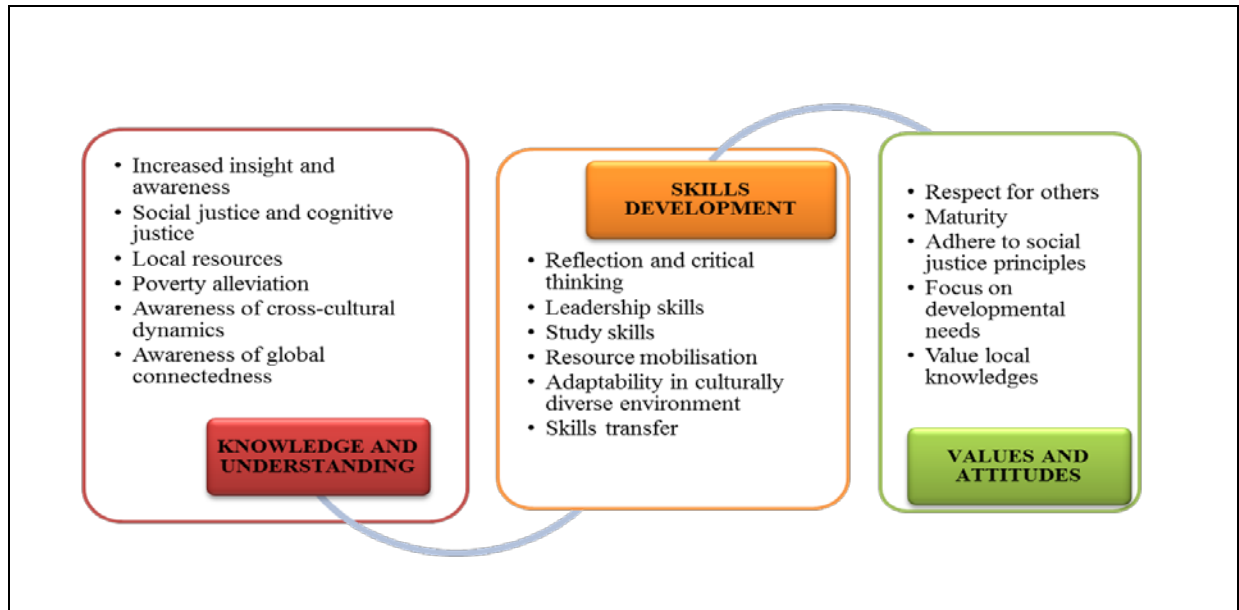 • Increased insight and
awareness
• Social justice and cognitive
justice
• Local resources
• Poverty alleviation
• Awareness of cross-cultural
dynamics
• Awareness of global
connectedness
KNOWLEDGE AND
UNDERSTANDING
SKILLS
DEVELOPMENT
• Reflection and critical
thinking
• Leadership skills
• Study skills
• Resource mobilisation
• Adaptability in culturally
diverse environment
• Skills transfer
• Respect for others
• Maturity
• Adhere to social
justice principles
• Focus on
developmental
needs
• Value local
knowledges
VALUES AND
ATTITUDES